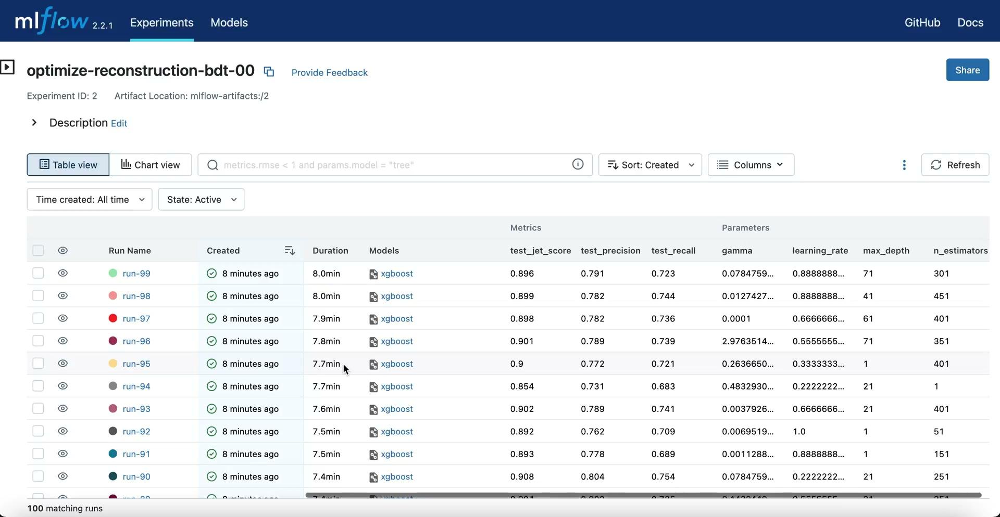 mlflow 2.2.1 Experiments Models GitHub Docs
optimize-reconstruction-bdt-00 Provide Feedback Share
Experiment ID: 2 Artifact Location: mlflow-artifacts:/2
Description Edit
Table view Chart view metrics.rmse < 1 and params.model = "tree" Sort: Created Columns Refresh
Time created: All time State: Active
Metrics Parameters
Run Name Created Duration Models test_jet_score test_precision test_recall gamma learning_rate max_depth n_estimators
run-99 8 minutes ago 8.0min xgboost 0.896 0.791 0.723 0.0784759... 0.8888888... 71 301
run-98 8 minutes ago 8.0min xgboost 0.899 0.782 0.744 0.0127427... 0.8888888... 41 451
run-97 8 minutes ago 7.9min xgboost 0.898 0.782 0.736 0.0001 0.6666666... 61 401
run-96 8 minutes ago 7.8min xgboost 0.901 0.789 0.739 2.9763514... 0.5555555... 71 351
run-95 8 minutes ago 7.7min xgboost 0.9 0.772 0.721 0.2636650... 0.3333333... 1 401
run-94 8 minutes ago 7.7min xgboost 0.854 0.731 0.683 0.4832930... 0.2222222... 21 1
run-93 8 minutes ago 7.6min xgboost 0.902 0.789 0.741 0.0037926... 0.6666666... 21 401
run-92 8 minutes ago 7.5min xgboost 0.892 0.762 0.709 0.0069519... 1.0 1 51
run-91 8 minutes ago 7.5min xgboost 0.893 0.778 0.689 0.0011288... 0.8888888... 1 151
run-90 8 minutes ago 7.4min xgboost 0.908 0.804 0.754 0.0784759... 0.2222222... 21 251
100 matching runs